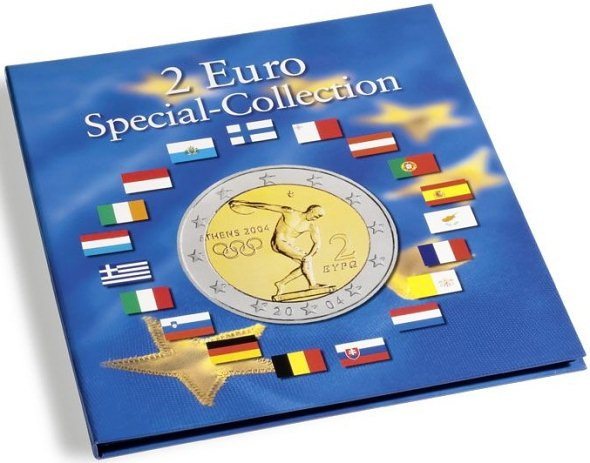 2 Euro
Special-Collection
ATHENS 2004
2
ΕΥΡΩ
20 04